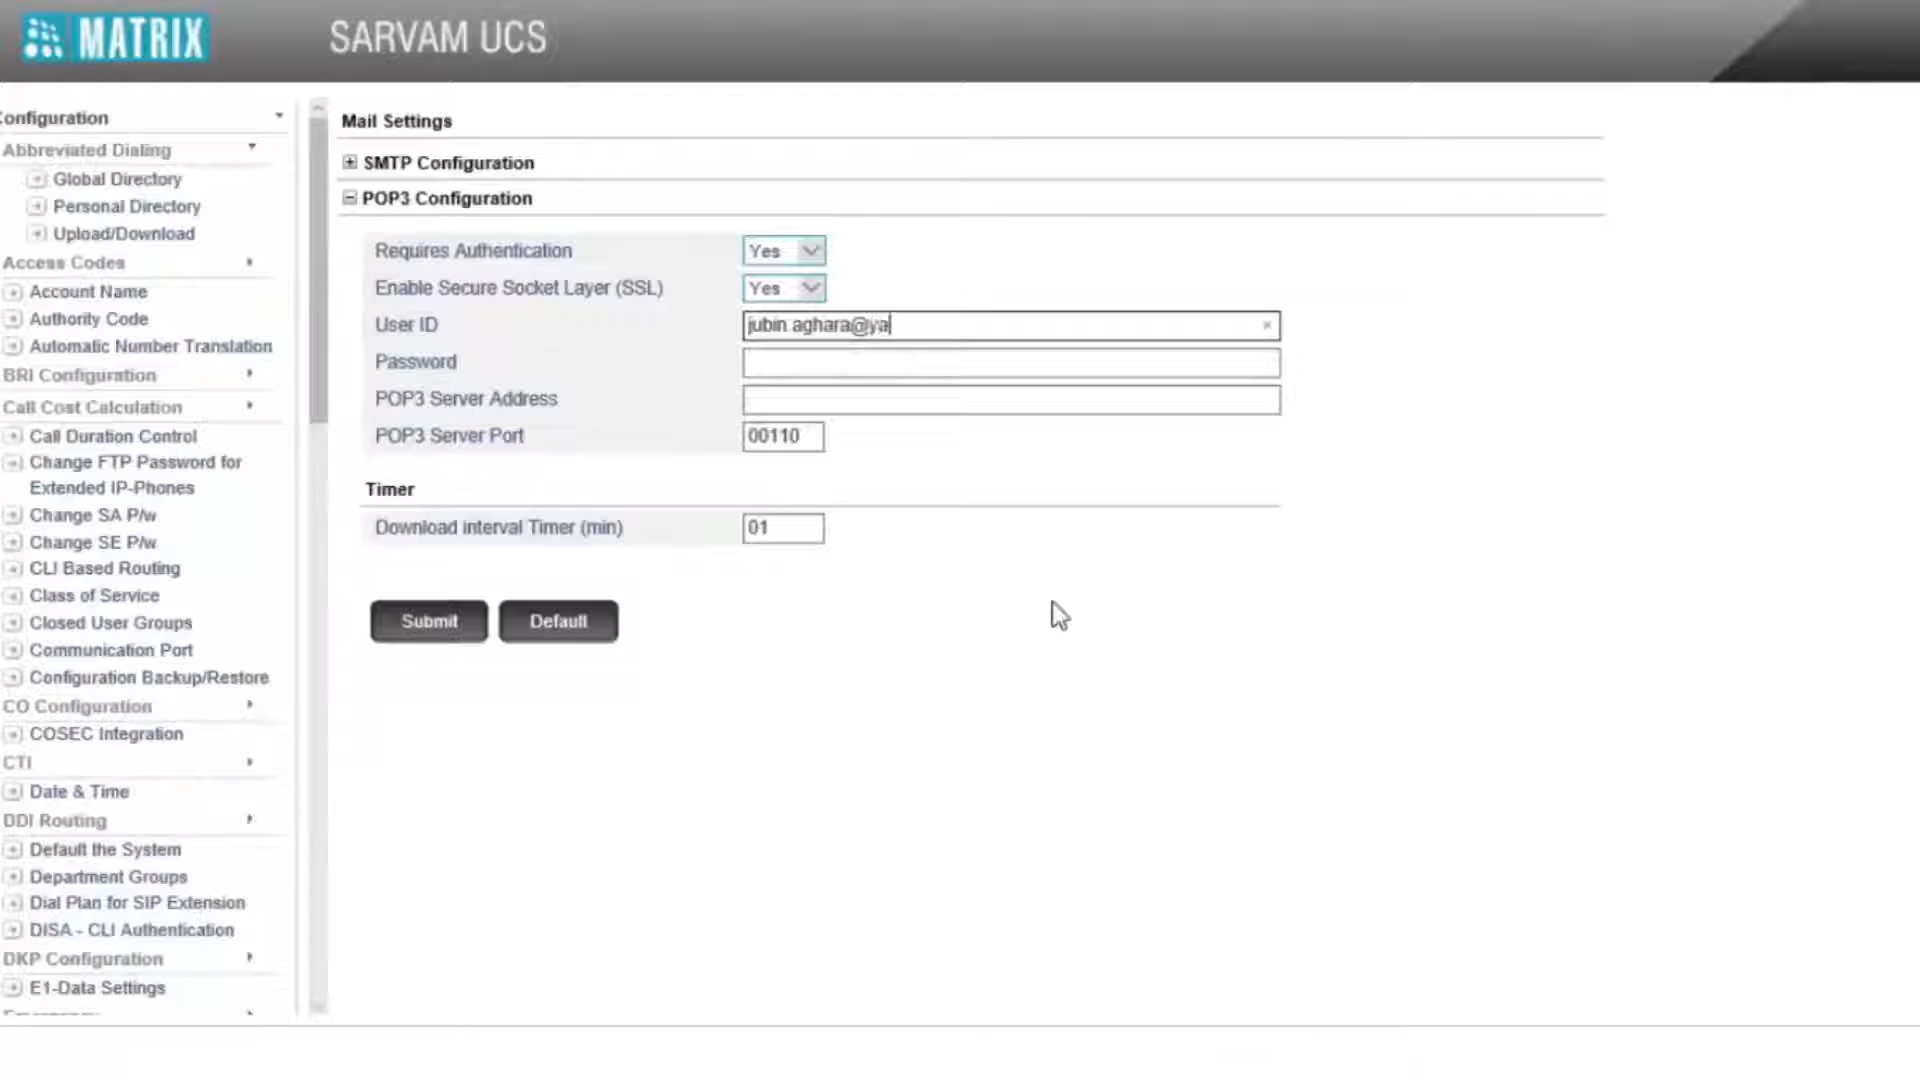 MATRIX
SARVAM UCS
Configuration
Abbreviated Dialing
Global Directory
Personal Directory
Upload/Download
Access Codes
Account Name
Authority Code
Automatic Number Translation
BRI Configuration
Call Cost Calculation
Call Duration Control
Change FTP Password for
Extended IP-Phones
Change SA P/w
Change SE P/w
CLI Based Routing
Class of Service
Closed User Groups
Communication Port
Configuration Backup/Restore
CO Configuration
COSEC Integration
CTI
Date & Time
DDI Routing
Default the System
Department Groups
Dial Plan for SIP Extension
DISA - CLI Authentication
DKP Configuration
E1-Data Settings
Mail Settings
SMTP Configuration
POP3 Configuration
Requires Authentication Yes
Enable Secure Socket Layer (SSL) Yes
User ID jubin.aghara@ya
Password
POP3 Server Address
POP3 Server Port 00110
Timer
Download interval Timer (min) 01
Submit Default